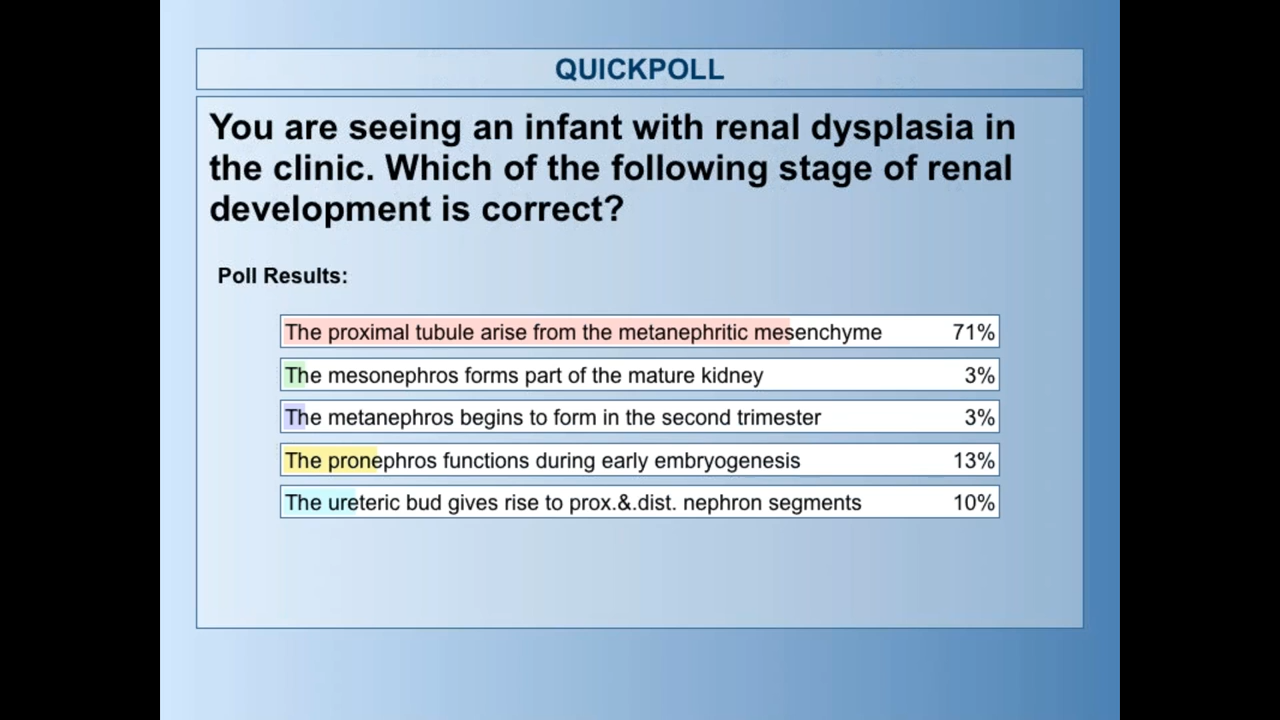 QUICKPOLL
You are seeing an infant with renal dysplasia in
the clinic. Which of the following stage of renal
development is correct?
Poll Results:
The proximal tubule arise from the metanephritic mesenchyme 71%
The mesonephros forms part of the mature kidney 3%
The metanephros begins to form in the second trimester 3%
The pronephros functions during early embryogenesis 13%
The ureteric bud gives rise to prox.&.dist. nephron segments 10%